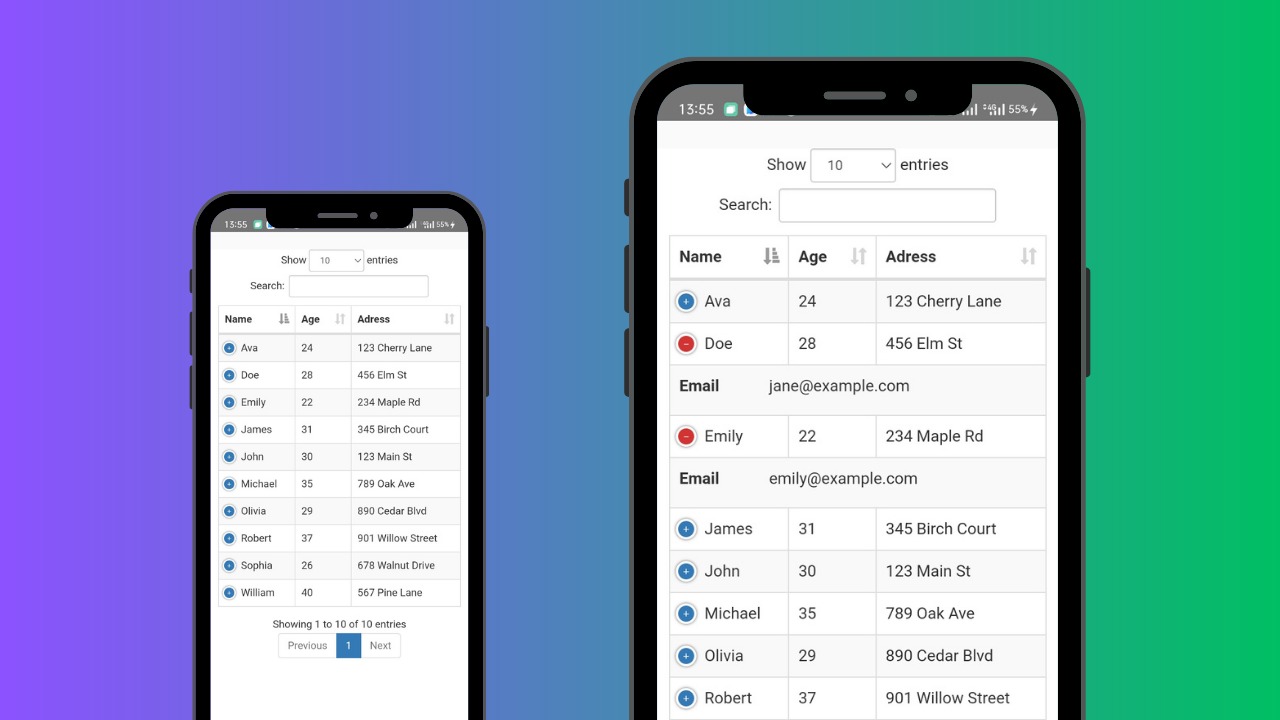 13:55 4G 55%
Show 10 entries
Search:
Name Age Adress
Ava 24 123 Cherry Lane
Doe 28 456 Elm St
Emily 22 234 Maple Rd
James 31 345 Birch Court
John 30 123 Main St
Michael 35 789 Oak Ave
Olivia 29 890 Cedar Blvd
Robert 37 901 Willow Street
Sophia 26 678 Walnut Drive
William 40 567 Pine Lane
Showing 1 to 10 of 10 entries
Previous 1 Next
13:55 4G 55%
Show 10 entries
Search:
Name Age Adress
Ava 24 123 Cherry Lane
Doe 28 456 Elm St
Email jane@example.com
Emily 22 234 Maple Rd
Email emily@example.com
James 31 345 Birch Court
John 30 123 Main St
Michael 35 789 Oak Ave
Olivia 29 890 Cedar Blvd
Robert 37 901 Willow Street